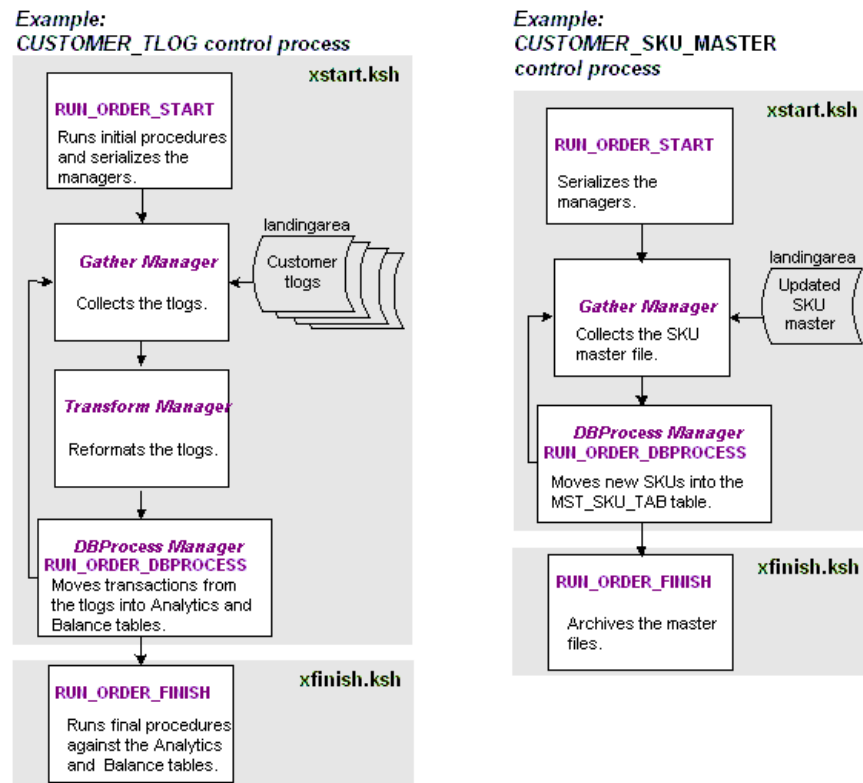 Example:
CUSTOMER_TLOG control process
xstart.ksh
RUN_ORDER_START
Runs initial procedures
and serializes the
managers.
Gather Manager
Collects the tlogs.
landingarea
Customer
tlogs
Transform Manager
Reformats the tlogs.
DBProcess Manager
RUN_ORDER_DBPROCESS
Moves transactions from
the tlogs into Analytics and
Balance tables.
xfinish.ksh
RUN_ORDER_FINISH
Runs final procedures
against the Analytics
and Balance tables.
Example:
CUSTOMER_SKU_MASTER
control process
xstart.ksh
RUN_ORDER_START
Serializes the
managers.
Gather Manager
Collects the SKU
master file.
landingarea
Updated
SKU
master
DBProcess Manager
RUN_ORDER_DBPROCESS
Moves new SKUs into the
MST_SKU_TAB table.
xfinish.ksh
RUN_ORDER_FINISH
Archives the master
files.